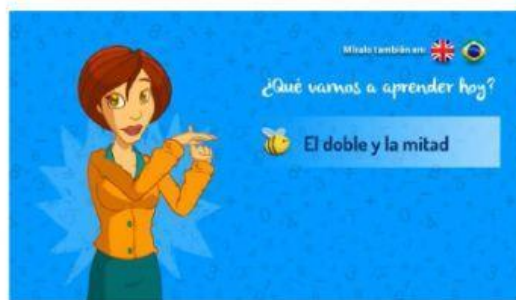 Míralo también en:
¿Qué vamos a aprender hoy?
El doble y la mitad